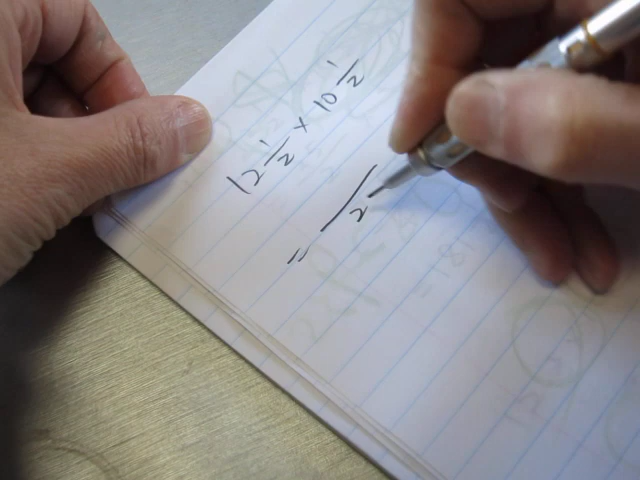 12 1/2 × 10 1/2
= /2